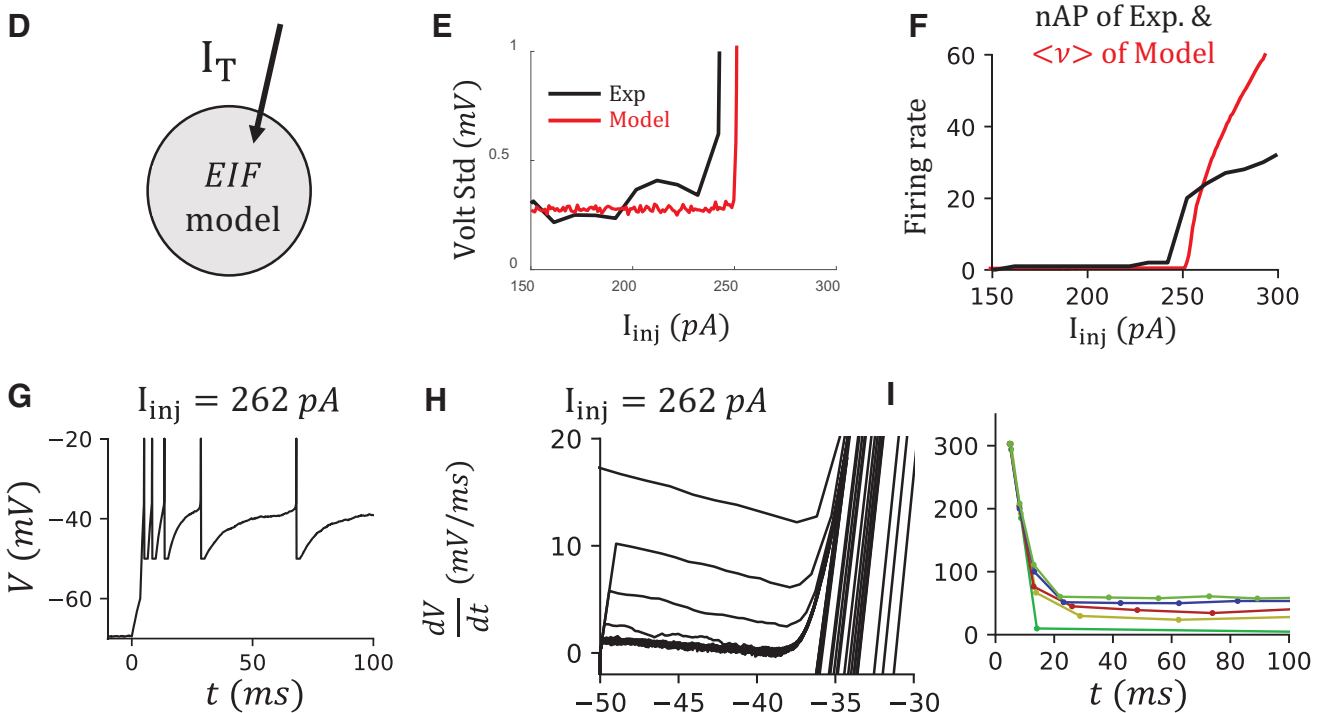 D
I_T
EIF
model
E
Volt Std (mV)
1
0.5
0
Exp
Model
150
200
250
300
I_inj (pA)
F
nAP of Exp. &
<ν> of Model
Firing rate
60
40
20
0
150
200
250
300
I_inj (pA)
G
I_inj = 262 pA
V (mV)
−20
−40
−60
0
50
100
t (ms)
H
I_inj = 262 pA
dV/dt (mV/ms)
20
10
0
−50
−45
−40
−35
−30
I
300
200
100
0
0
20
40
60
80
100
t (ms)